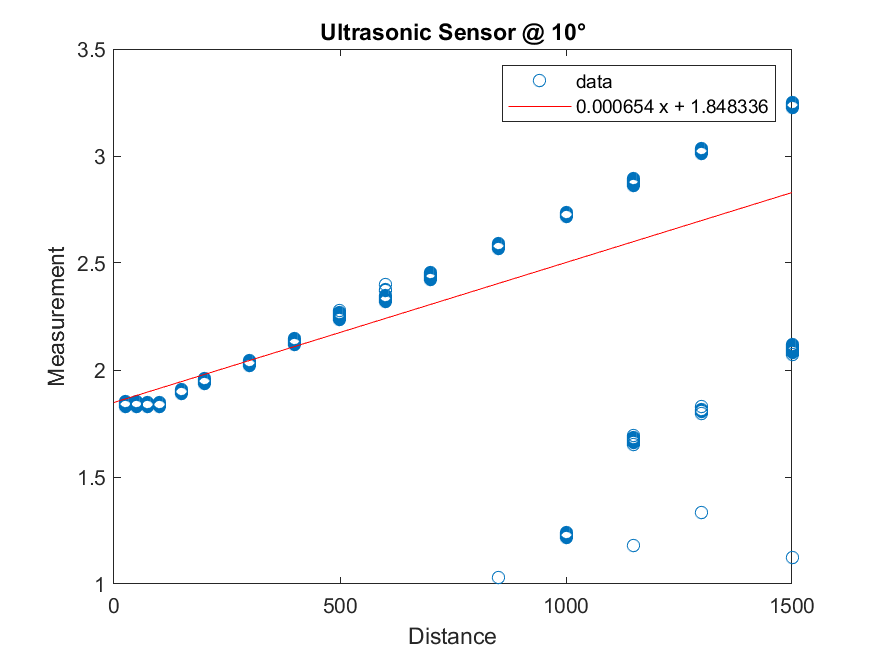 Ultrasonic Sensor @ 10°
3.5
data
0.000654 x + 1.848336
3
2.5
Measurement
2
1.5
1
0
500
1000
1500
Distance